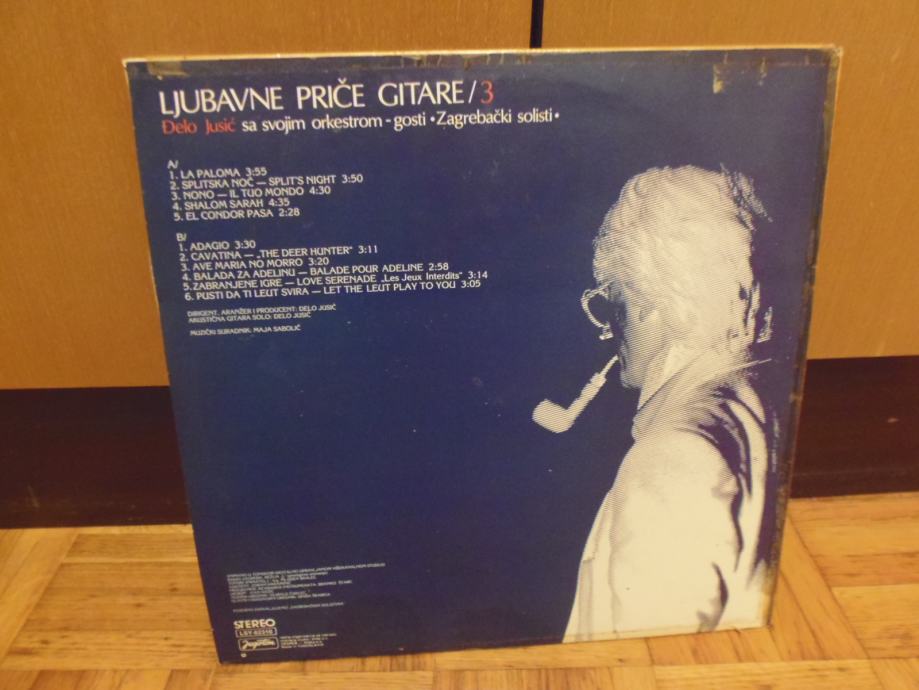 LJUBAVNE PRIČE GITARE/3
Đelo Jusić sa svojim orkestrom - gosti •Zagrebački solisti•
A/
1. LA PALOMA 3:55
2. SPLITSKA NOĆ — SPLIT'S NIGHT 3:50
3. NONO — IL TUO MONDO 4:30
4. SHALOM SARAH 4:35
5. EL CONDOR PASA 2:28
B/
1. ADAGIO 3:30
2. CAVATINA — „THE DEER HUNTER" 3:11
3. AVE MARIA NO MORRO 3:20
4. BALADA ZA ADELINU — BALADE POUR ADELINE 2:58
5. ZABRANJENE IGRE — LOVE SERENADE „Les Jeux Interdits" 3:14
6. PUSTI DA TI LEUT SVIRA — LET THE LEUT PLAY TO YOU 3:05
DIRIGENT, ARANŽER I PRODUCENT: ĐELO JUSIĆ
AKUSTIČNA GITARA SOLO: ĐELO JUSIĆ
MUZIČKI SURADNIK: MAJA SABOLIĆ
STEREO
Jugoton